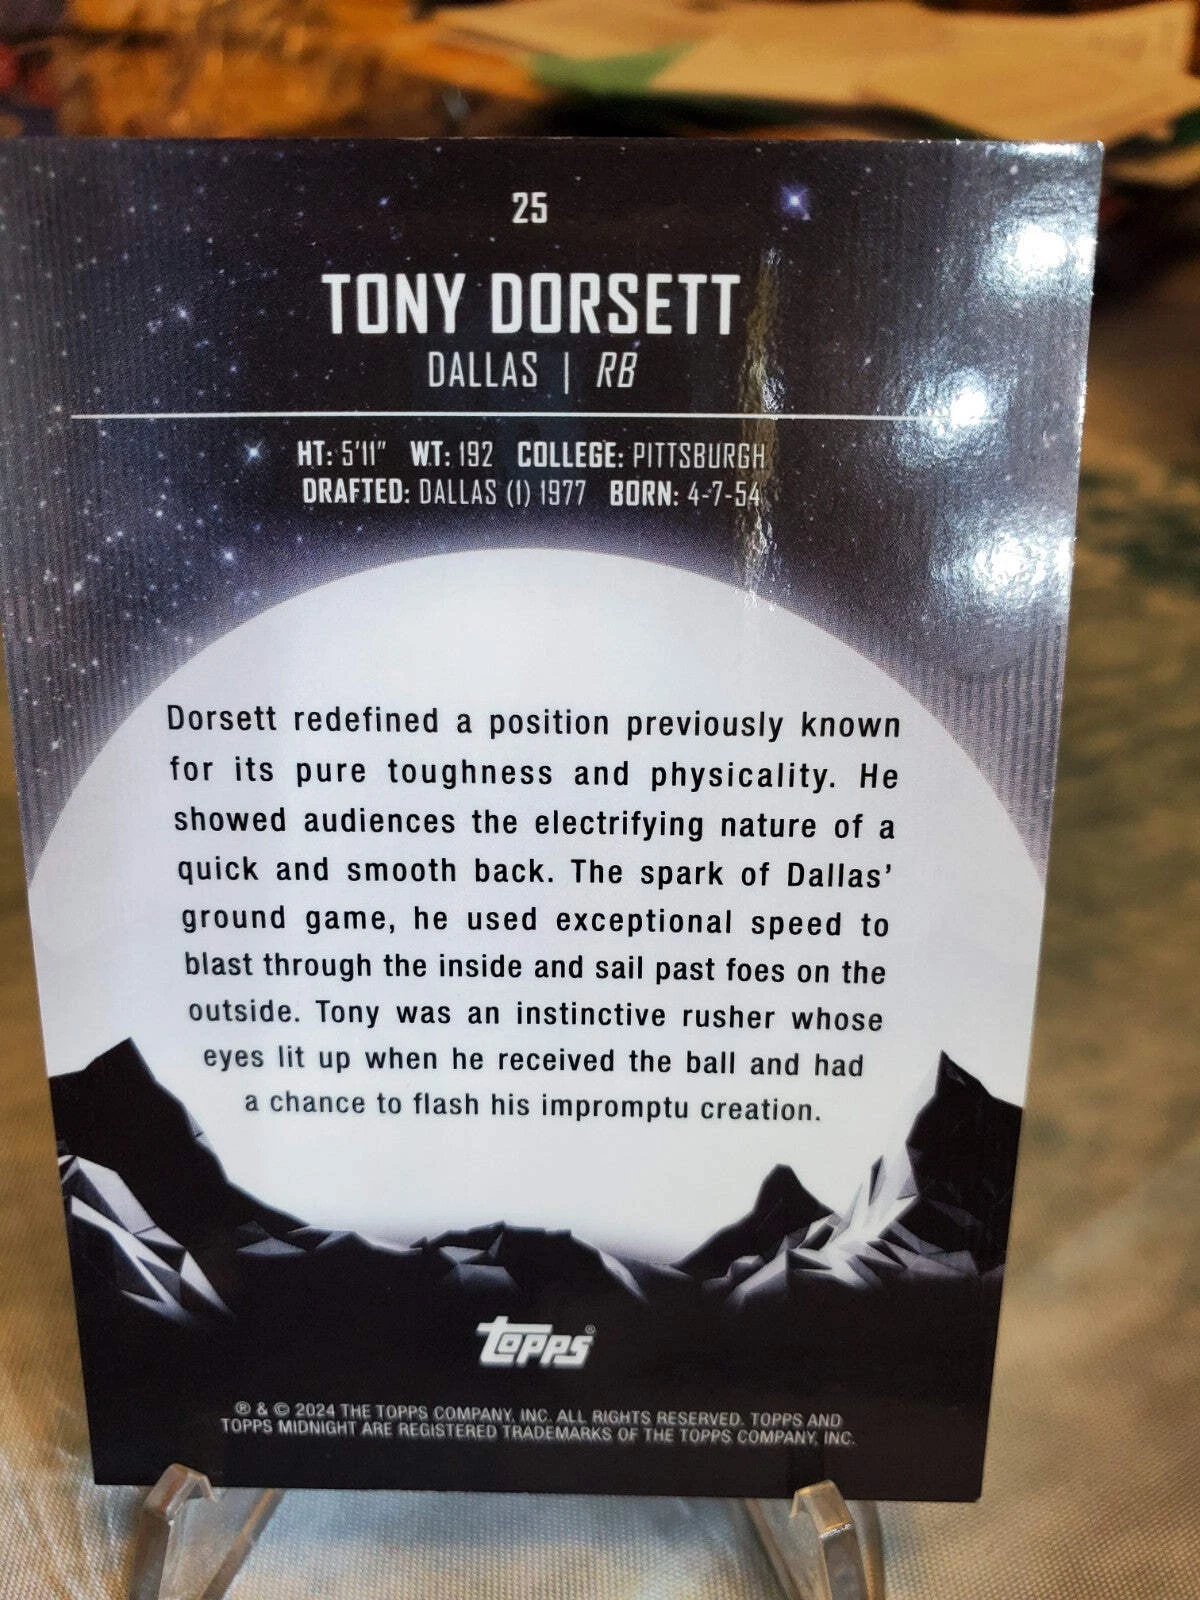 25
TONY DORSETT
DALLAS | RB
HT: 5'11" WT: 192 COLLEGE: PITTSBURGH
DRAFTED: DALLAS (1) 1977 BORN: 4-7-54
Dorsett redefined a position previously known
for its pure toughness and physicality. He
showed audiences the electrifying nature of a
quick and smooth back. The spark of Dallas'
ground game, he used exceptional speed to
blast through the inside and sail past foes on the
outside. Tony was an instinctive rusher whose
eyes lit up when he received the ball and had
a chance to flash his impromptu creation.
topps®
® & © 2024 THE TOPPS COMPANY, INC. ALL RIGHTS RESERVED. TOPPS AND
TOPPS MIDNIGHT ARE REGISTERED TRADEMARKS OF THE TOPPS COMPANY, INC.